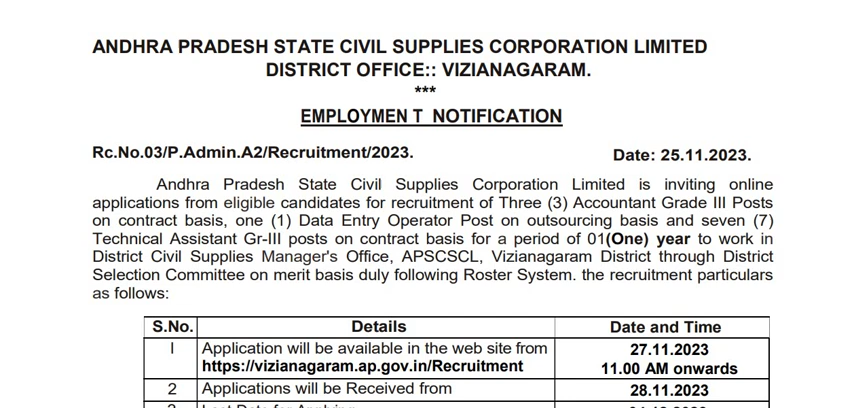 ANDHRA PRADESH STATE CIVIL SUPPLIES CORPORATION LIMITED
DISTRICT OFFICE:: VIZIANAGARAM.
***
EMPLOYMEN T NOTIFICATION
Rc.No.03/P.Admin.A2/Recruitment/2023. Date: 25.11.2023.
Andhra Pradesh State Civil Supplies Corporation Limited is inviting online
applications from eligible candidates for recruitment of Three (3) Accountant Grade III Posts
on contract basis, one (1) Data Entry Operator Post on outsourcing basis and seven (7)
Technical Assistant Gr-III posts on contract basis for a period of 01(One) year to work in
District Civil Supplies Manager's Office, APSCSCL, Vizianagaram District through District
Selection Committee on merit basis duly following Roster System. the recruitment particulars
as follows:
S.No. Details Date and Time
I Application will be available in the web site from 27.11.2023
https://vizianagaram.ap.gov.in/Recruitment 11.00 AM onwards
2 Applications will be Received from 28.11.2023
Last Date for Applying